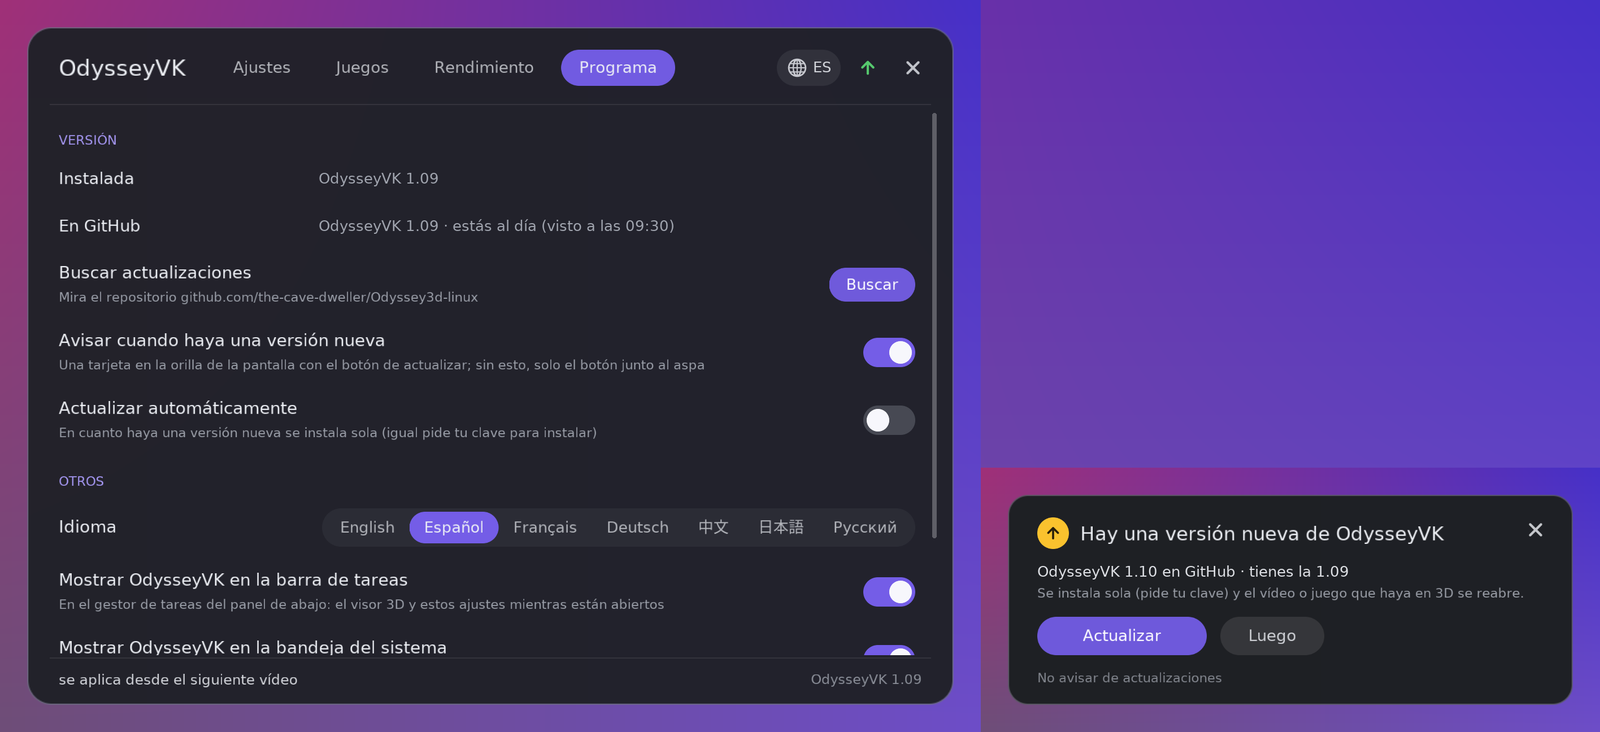 OdysseyVK
Ajustes
Juegos
Rendimiento
Programa
ES
VERSIÓN
Instalada
OdysseyVK 1.09
En GitHub
OdysseyVK 1.09 · estás al día (visto a las 09:30)
Buscar actualizaciones
Mira el repositorio github.com/the-cave-dweller/Odyssey3d-linux
Buscar
Avisar cuando haya una versión nueva
Una tarjeta en la orilla de la pantalla con el botón de actualizar; sin esto, solo el botón junto al aspa
Actualizar automáticamente
En cuanto haya una versión nueva se instala sola (igual pide tu clave para instalar)
OTROS
Idioma
English
Español
Français
Deutsch
中文
日本語
Русский
Mostrar OdysseyVK en la barra de tareas
En el gestor de tareas del panel de abajo: el visor 3D y estos ajustes mientras están abiertos
Mostrar OdysseyVK en la bandeja del sistema
se aplica desde el siguiente vídeo
OdysseyVK 1.09
Hay una versión nueva de OdysseyVK
OdysseyVK 1.10 en GitHub · tienes la 1.09
Se instala sola (pide tu clave) y el vídeo o juego que haya en 3D se reabre.
Actualizar
Luego
No avisar de actualizaciones